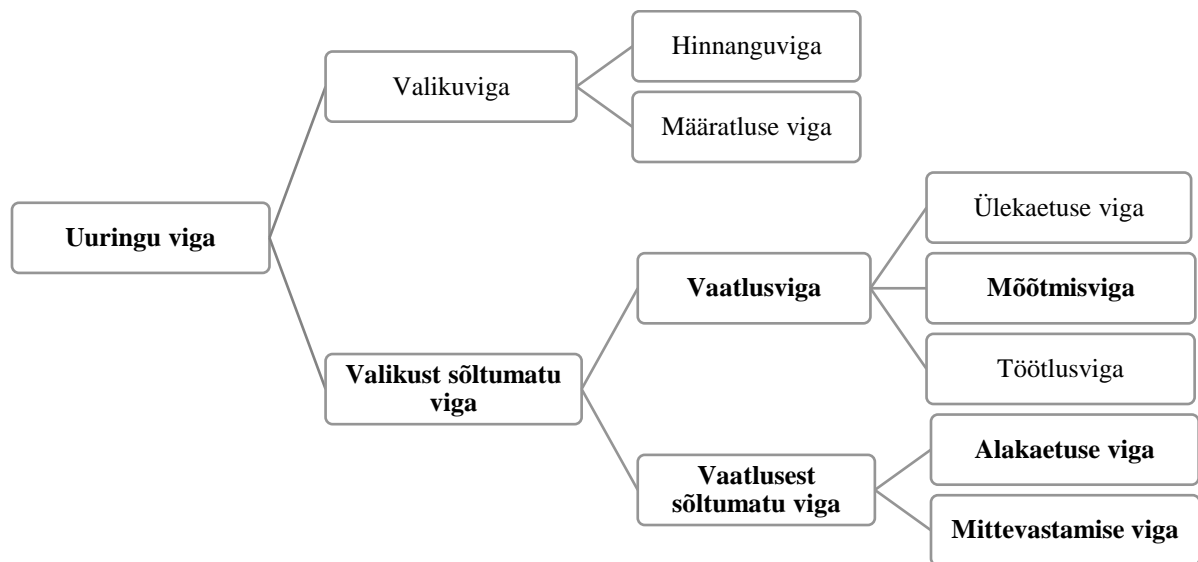 Hinnanguviga
Valikuviga
Määratluse viga
Ülekaetuse viga
Uuringu viga
Vaatlusviga
Mõõtmisviga
Valikust sõltumatu
viga
Töötlusviga
Alakaetuse viga
Vaatlusest
sõltumatu viga
Mittevastamise viga